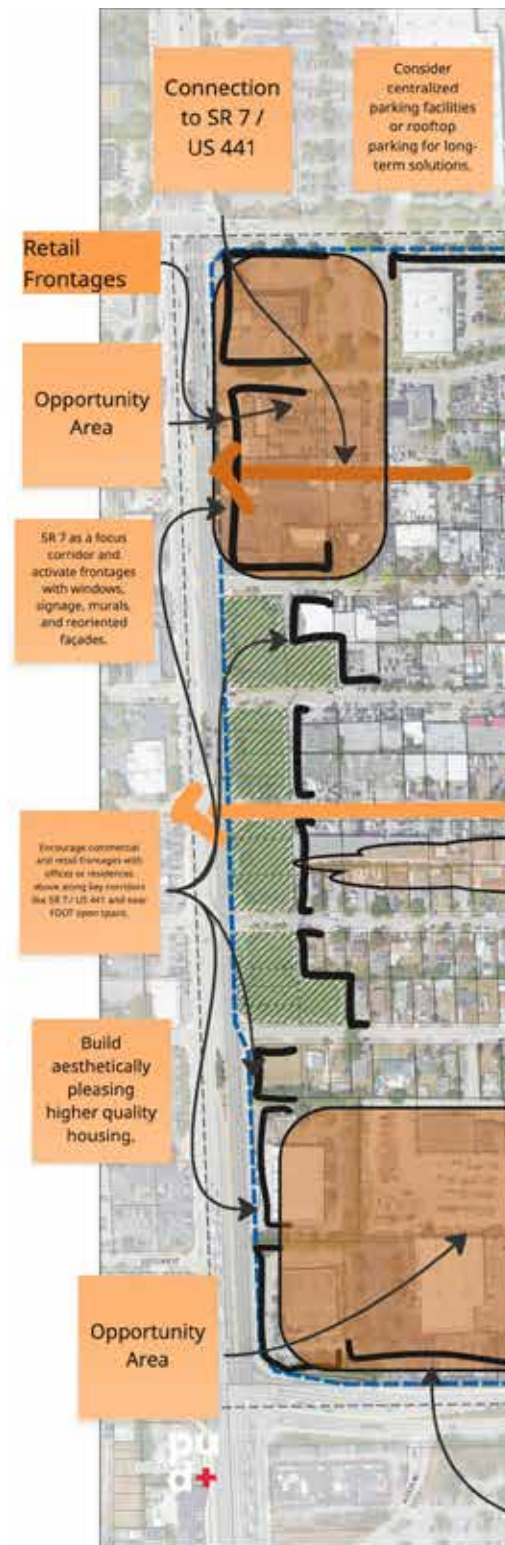 Connection
to SR 7 /
US 441
Consider
centralized
parking facilities
or rooftop
parking for long-
term solutions.
Retail
Frontages
Opportunity
Area
SR 7 as a focus
corridor and
activate frontages
with windows,
signage, murals,
and reoriented
façades.
Encourage commercial
and retail frontages with
offices or residences
above along key corridors
like SR 7 / US 441 and near
FDOT open space.
Build
aesthetically
pleasing
higher quality
housing.
Opportunity
Area